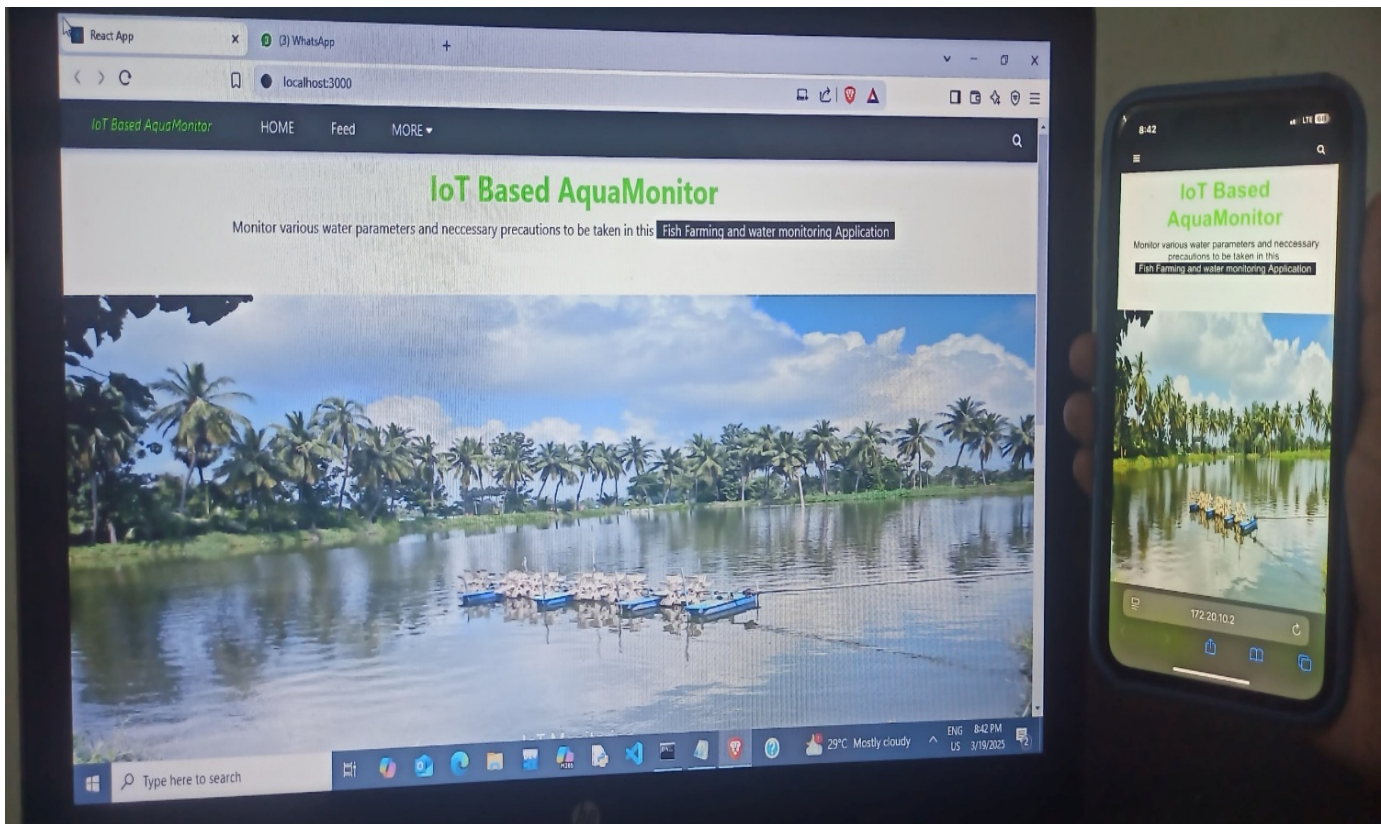 React App
(3) WhatsApp
localhost:3000
IoT Based AquaMonitor HOME Feed MORE
IoT Based AquaMonitor
Monitor various water parameters and neccessary precautions to be taken in this Fish Farming and water monitoring Application
Type here to search
29°C Mostly cloudy
ENG
US
8:42 PM
3/19/2025
2
8:42
LTE
IoT Based
AquaMonitor
Monitor various water parameters and neccessary
precautions to be taken in this
Fish Farming and water monitoring Application
172.20.10.2